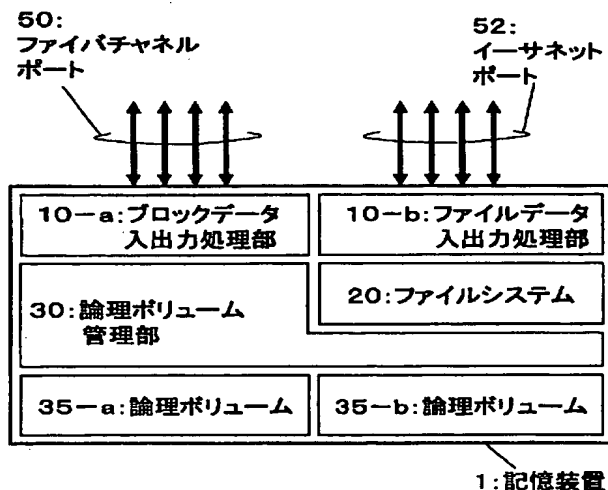 50:
ファイバチャネル
ポート
52:
イーサネット
ポート
10-a:ブロックデータ
入出力処理部
10-b:ファイルデータ
入出力処理部
30:論理ボリューム
管理部
20:ファイルシステム
35-a:論理ボリューム
35-b:論理ボリューム
1:記憶装置